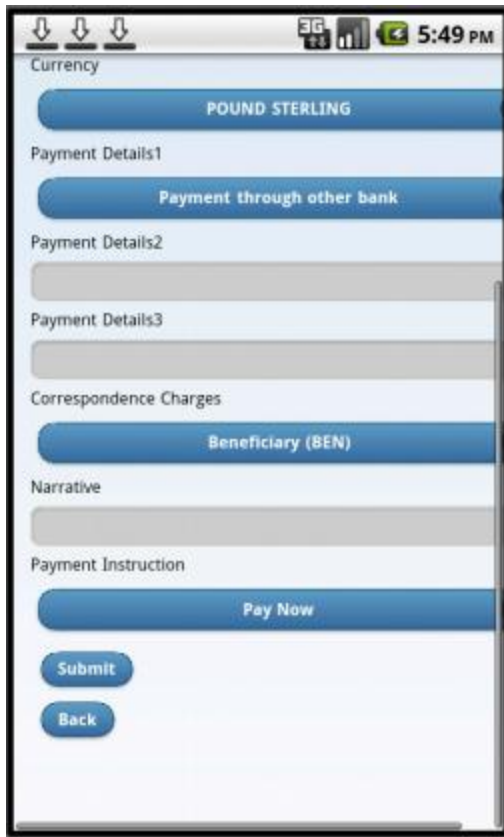 3G 5:49 PM
Currency
POUND STERLING
Payment Details1
Payment through other bank
Payment Details2
Payment Details3
Correspondence Charges
Beneficiary (BEN)
Narrative
Payment Instruction
Pay Now
Submit
Back